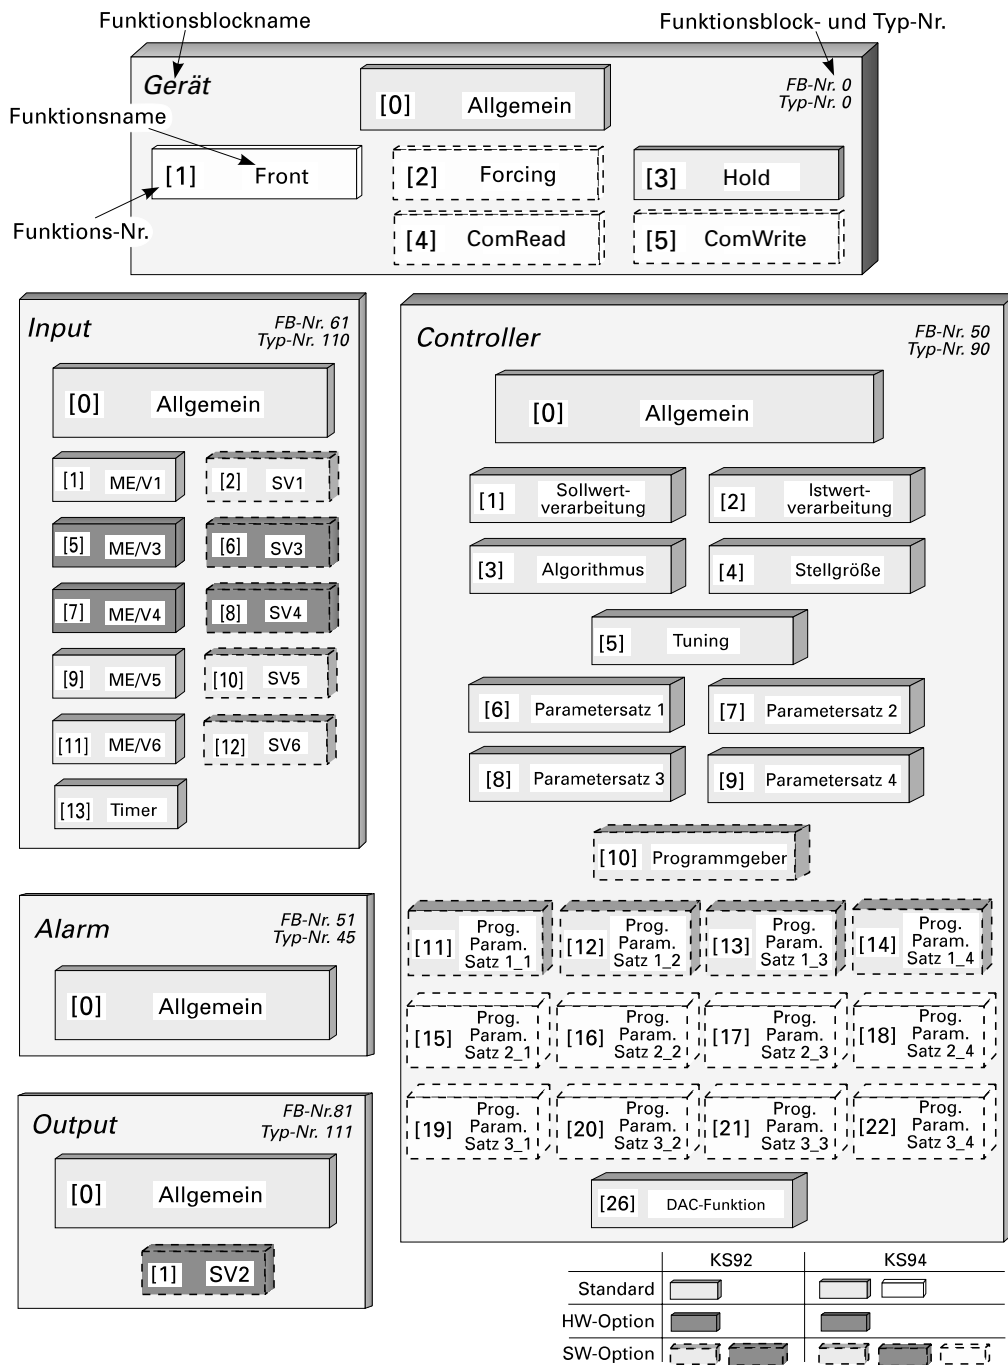 Funktionsblockname
Funktionsblock- und Typ-Nr.
Gerät
FB-Nr. 0
Typ-Nr. 0
[0] Allgemein
Funktionsname
[1] Front
[2] Forcing
[3] Hold
Funktions-Nr.
[4] ComRead
[5] ComWrite
Input
FB-Nr. 61
Typ-Nr. 110
[0] Allgemein
[1] ME/V1
[2] SV1
[5] ME/V3
[6] SV3
[7] ME/V4
[8] SV4
[9] ME/V5
[10] SV5
[11] ME/V6
[12] SV6
[13] Timer
Alarm
FB-Nr. 51
Typ-Nr. 45
[0] Allgemein
Output
FB-Nr.81
Typ-Nr. 111
[0] Allgemein
[1] SV2
Controller
FB-Nr. 50
Typ-Nr. 90
[0] Allgemein
[1] Sollwert-
verarbeitung
[2] Istwert-
verarbeitung
[3] Algorithmus
[4] Stellgröße
[5] Tuning
[6] Parametersatz 1
[7] Parametersatz 2
[8] Parametersatz 3
[9] Parametersatz 4
[10] Programmgeber
[11] Prog.
Param.
Satz 1_1
[12] Prog.
Param.
Satz 1_2
[13] Prog.
Param.
Satz 1_3
[14] Prog.
Param.
Satz 1_4
[15] Prog.
Param.
Satz 2_1
[16] Prog.
Param.
Satz 2_2
[17] Prog.
Param.
Satz 2_3
[18] Prog.
Param.
Satz 2_4
[19] Prog.
Param.
Satz 3_1
[20] Prog.
Param.
Satz 3_2
[21] Prog.
Param.
Satz 3_3
[22] Prog.
Param.
Satz 3_4
[26] DAC-Funktion
KS92 KS94
Standard
HW-Option
SW-Option